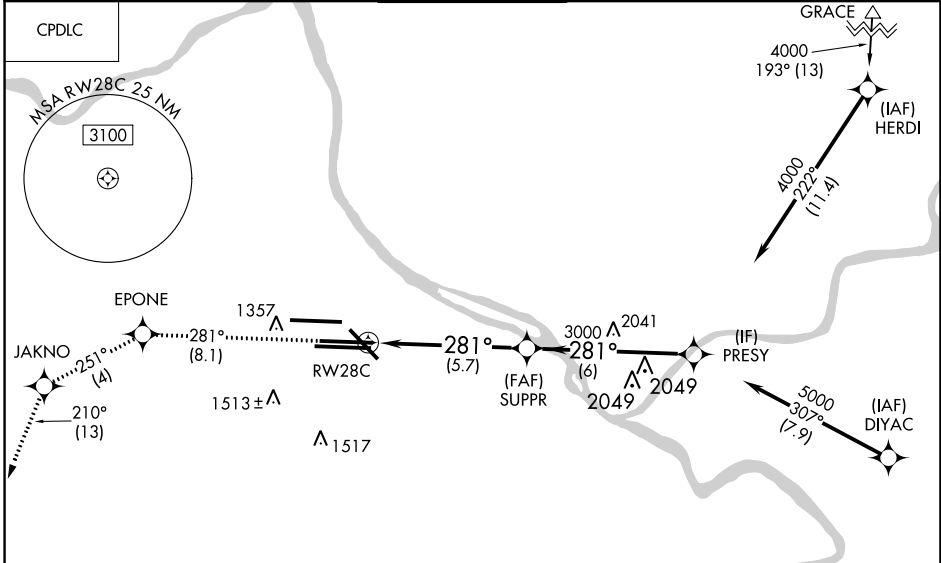 CPDLC
MSA RW28C 25 NM
3100
GRACE
4000
193° (13)
(IAF)
HERDI
4000
222°
(11.4)
EPONE
1357
JAKNO
251°
(4)
281°
(8.1)
RW28C
281°
(5.7)
(FAF)
SUPPR
3000
281°
(6)
2041
(IF)
PRESY
2049
2049
210°
(13)
1513 ±
1517
5000
307°
(7.9)
(IAF)
DIYAC